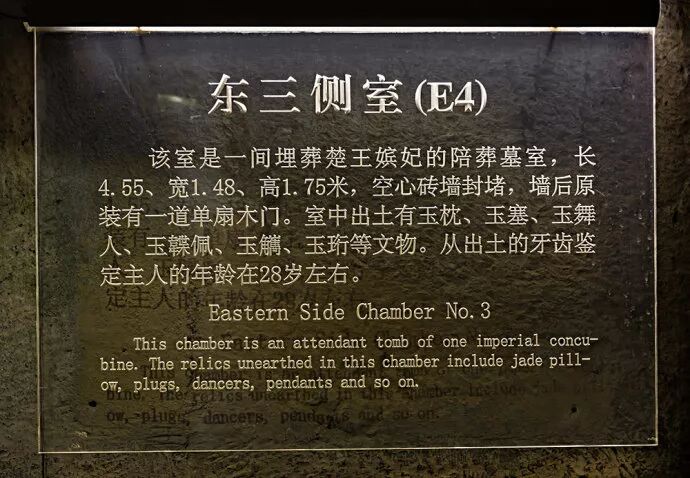 东三侧室(E4)
该室是一间埋葬楚王嫔妃的陪葬墓室，长
4.55、宽1.48、高1.75米，空心砖墙封堵，墙后原
装有一道单扇木门。室中出土有玉枕、玉塞、玉舞
人、玉韘佩、玉觿、玉珩等文物。从出土的牙齿鉴
定主人的年龄在28岁左右。
Eastern Side Chamber No.3
This chamber is an attendant tomb of one imperial concu-
bine. The relics unearthed in this chamber include jade pill-
ow, plugs, dancers, pendants and so on.